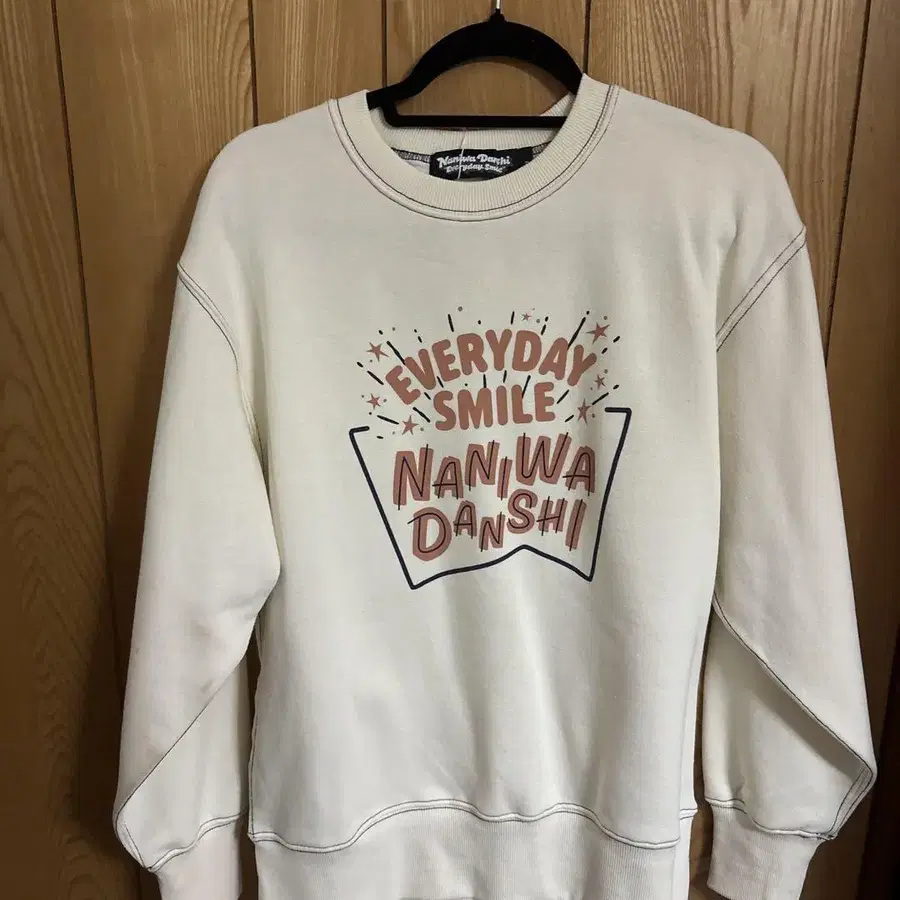 Naniwa Danshi
"Everyday Smile"
EVERYDAY
SMILE
NANIWA
DANSHI